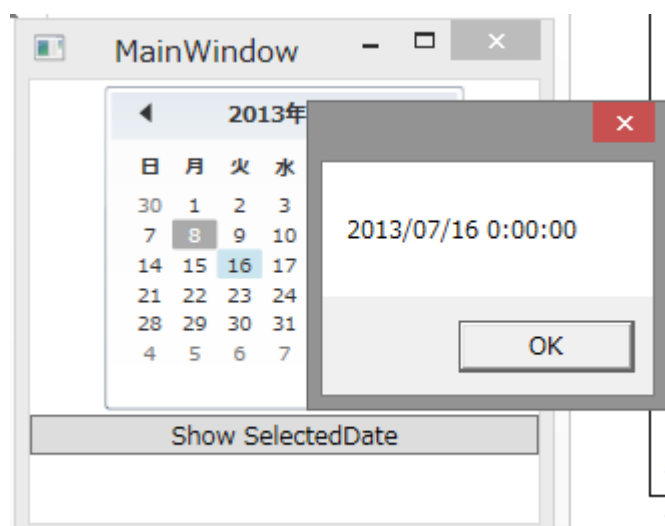 MainWindow
2013年
日 月 火 水
30 1 2 3
7 8 9 10
14 15 16 17
21 22 23 24
28 29 30 31
4 5 6 7
2013/07/16 0:00:00
OK
Show SelectedDate